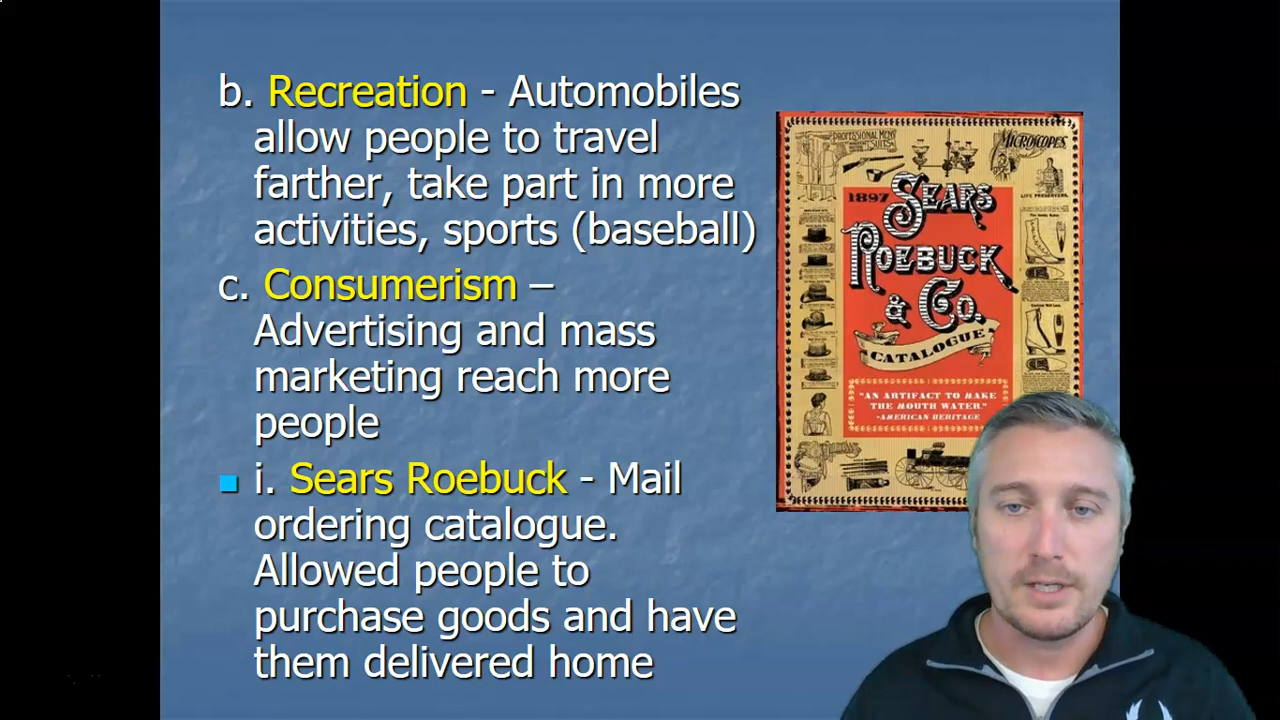 b. Recreation - Automobiles
allow people to travel
farther, take part in more
activities, sports (baseball)
c. Consumerism –
Advertising and mass
marketing reach more
people
i. Sears Roebuck - Mail
ordering catalogue.
Allowed people to
purchase goods and have
them delivered home
PROFESSIONAL MEN'S
SUITS
MICROSCOPES
LIFE PRESERVERS
1897
SEARS
ROEBUCK
& CO.
CATALOGUE
"AN ARTIFACT TO MAKE
THE MOUTH WATER."
-AMERICAN HERITAGE